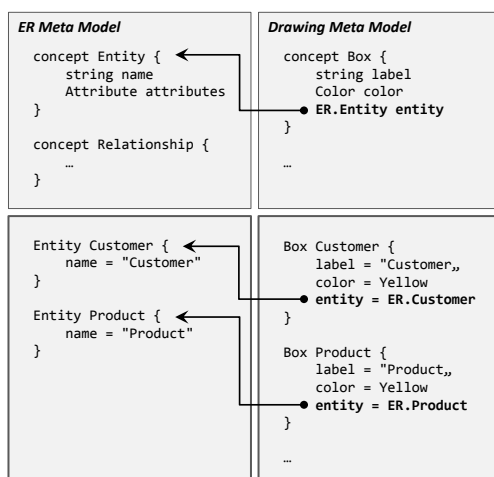 ER Meta Model
concept Entity {
string name
Attribute attributes
}
concept Relationship {
…
}
Drawing Meta Model
concept Box {
string label
Color color
ER.Entity entity
}
…
Entity Customer {
name = "Customer"
}
Entity Product {
name = "Product"
}
Box Customer {
label = "Customer„
color = Yellow
entity = ER.Customer
}
Box Product {
label = "Product„
color = Yellow
entity = ER.Product
}
…